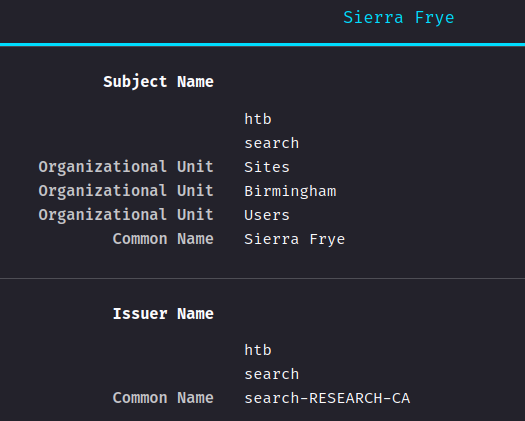 Sierra Frye
Subject Name
htb
search
Organizational Unit Sites
Organizational Unit Birmingham
Organizational Unit Users
Common Name Sierra Frye
Issuer Name
htb
search
Common Name search-RESEARCH-CA